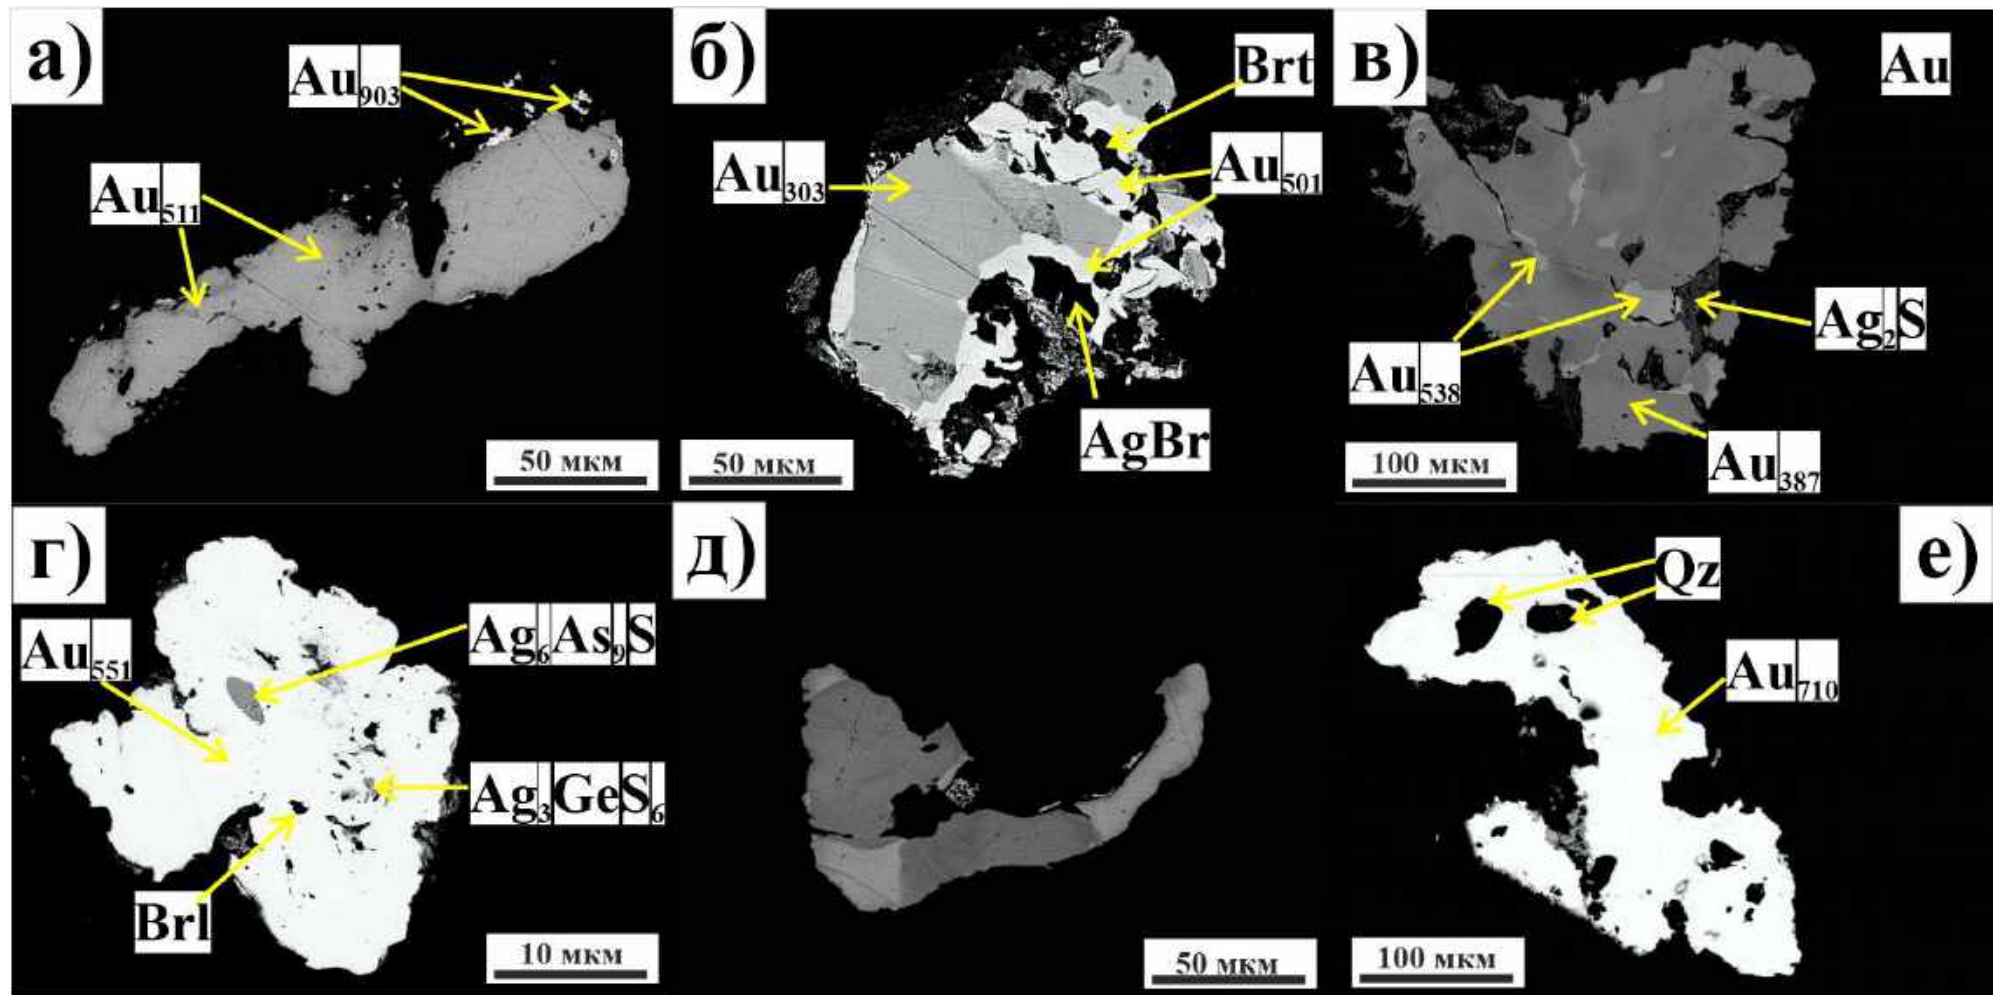 а)
Au903
Au511
50 мкм
б)
Brt
Au303
Au501
AgBr
50 мкм
в)
Au
Au538
Ag2S
Au387
100 мкм
г)
Au551
Ag6As9S
Ag3GeS6
Brl
10 мкм
д)
50 мкм
е)
Qz
Au710
100 мкм